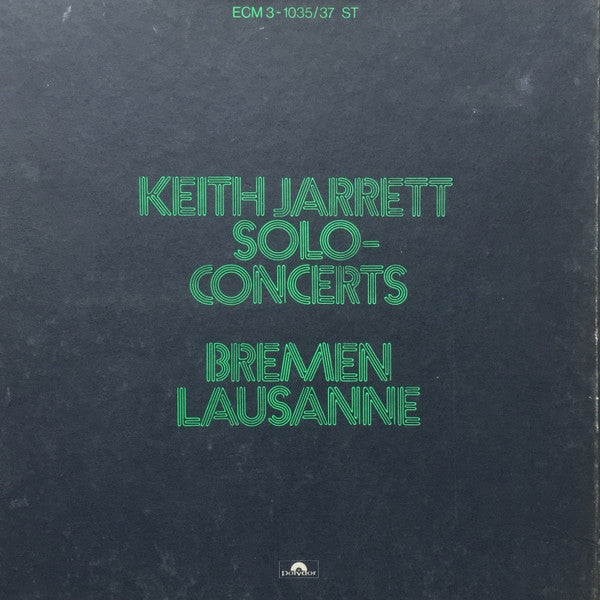 ECM 3-1035/37 ST
KEITH JARRETT
SOLO-
CONCERTS
BREMEN
LAUSANNE
polydor